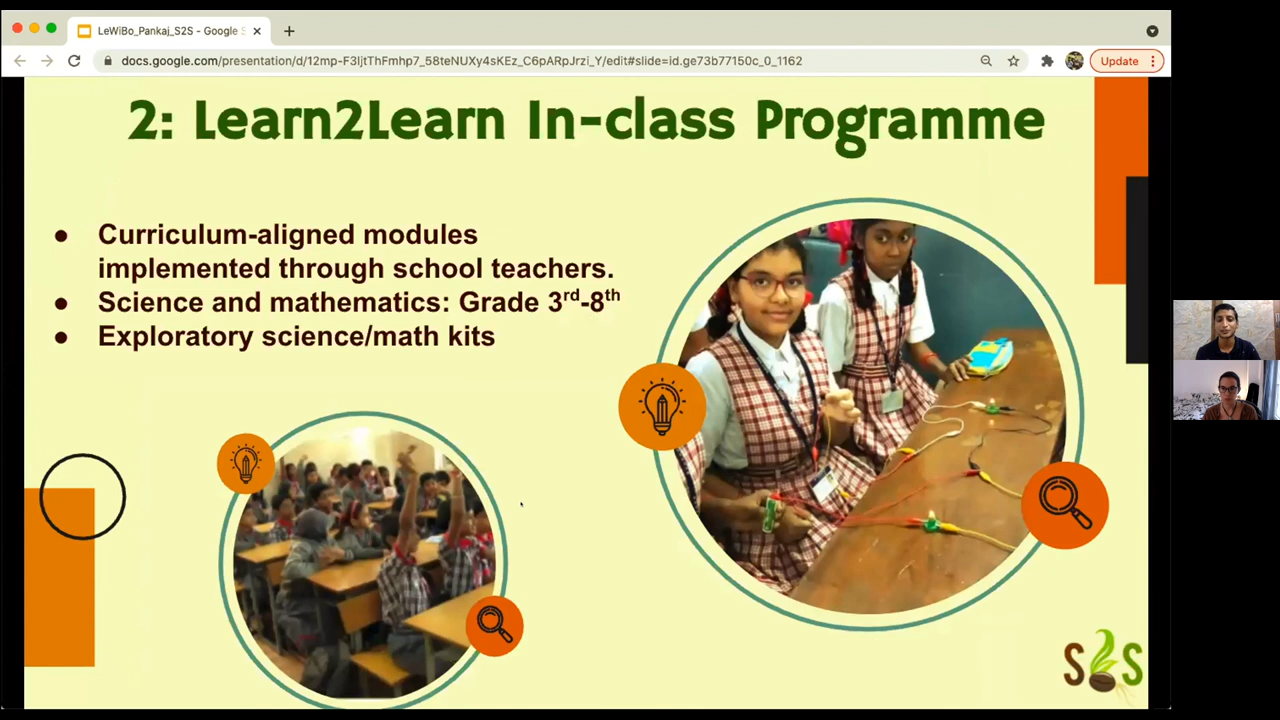 LeWiBo_Pankaj_S2S - Google S
docs.google.com/presentation/d/12mp-F3ljtThFmhp7_58teNUXy4sKEz_C6pARpJrzi_Y/edit#slide=id.ge73b77150c_0_1162
Update
2: Learn2Learn In-class Programme
● Curriculum-aligned modules
implemented through school teachers.
● Science and mathematics: Grade 3rd-8th
● Exploratory science/math kits
S2S